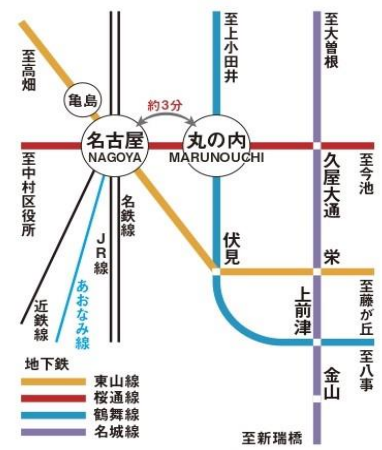 至高畑
亀島
至上小田井
至大曽根
約3分
名古屋
NAGOYA
丸の内
MARUNOUCHI
至中村区役所
久屋大通
至今池
名鉄線
JR線
あおなみ線
近鉄線
伏見
栄
至藤が丘
上前津
至八事
金山
至新瑞橋
地下鉄
東山線
桜通線
鶴舞線
名城線